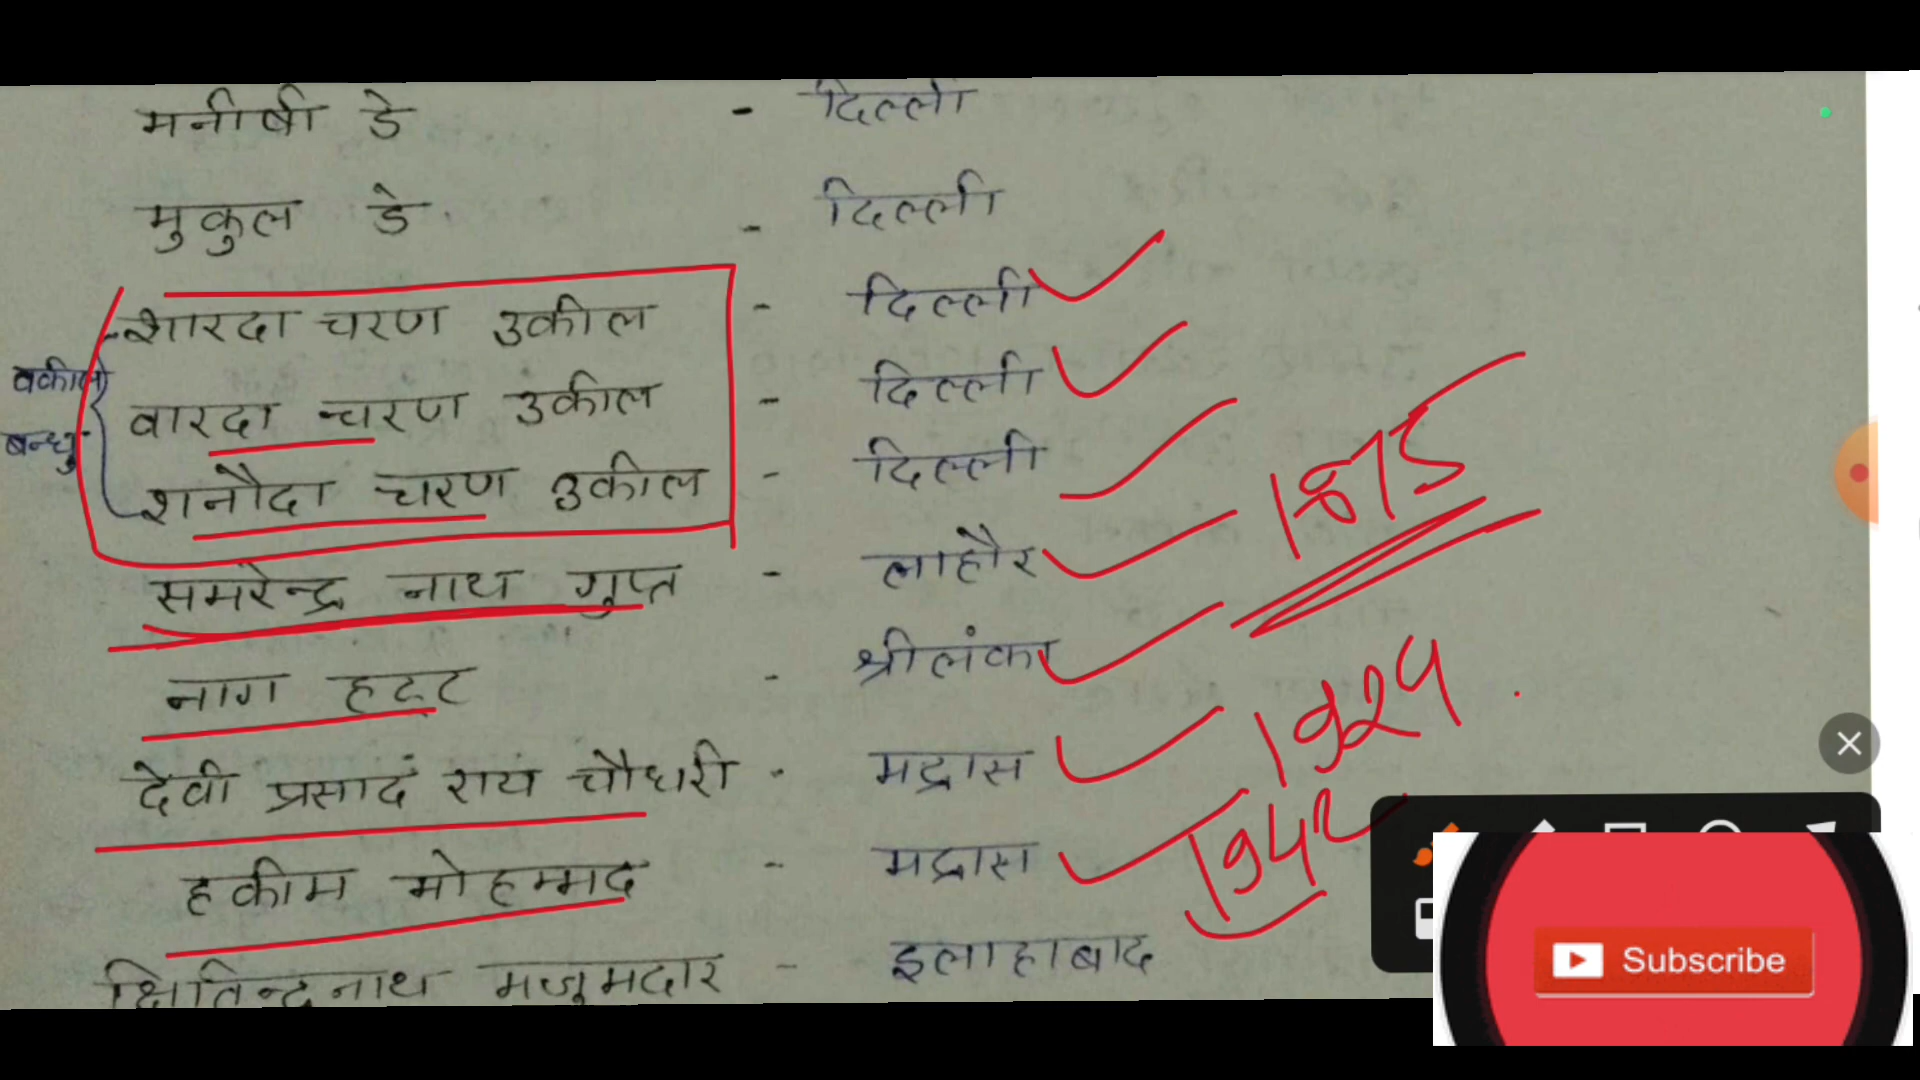 मनीषी डे - दिल्ली
मुकुल डे - दिल्ली
शारदा चरण उकील - दिल्ली
वकील
वारदा चरण उकील - दिल्ली
बन्धु
शनौदा चरण उकील - दिल्ली
1875
समरेन्द्र नाथ गुप्त - लाहौर
नाग हट्ट - श्रीलंका
1924
देवी प्रसाद राय चौधरी - मद्रास
हकीम मोहम्मद - मद्रास
1942
क्षितिन्द्रनाथ मजूमदार - इलाहाबाद
Subscribe